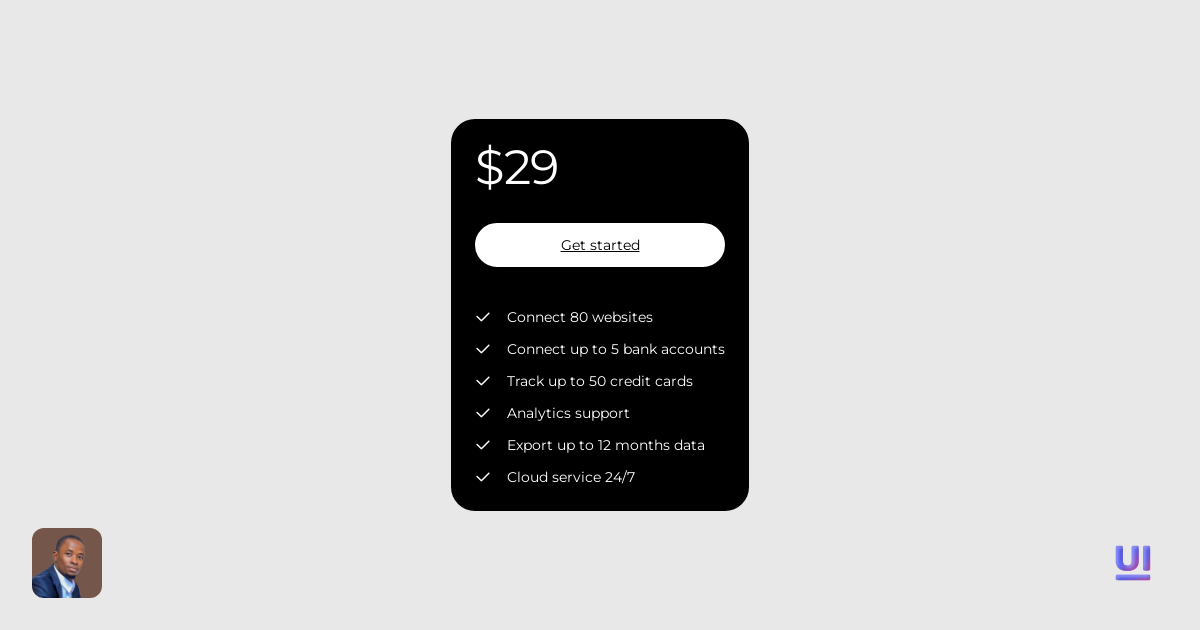 $29
Get started
Connect 80 websites
Connect up to 5 bank accounts
Track up to 50 credit cards
Analytics support
Export up to 12 months data
Cloud service 24/7
UI